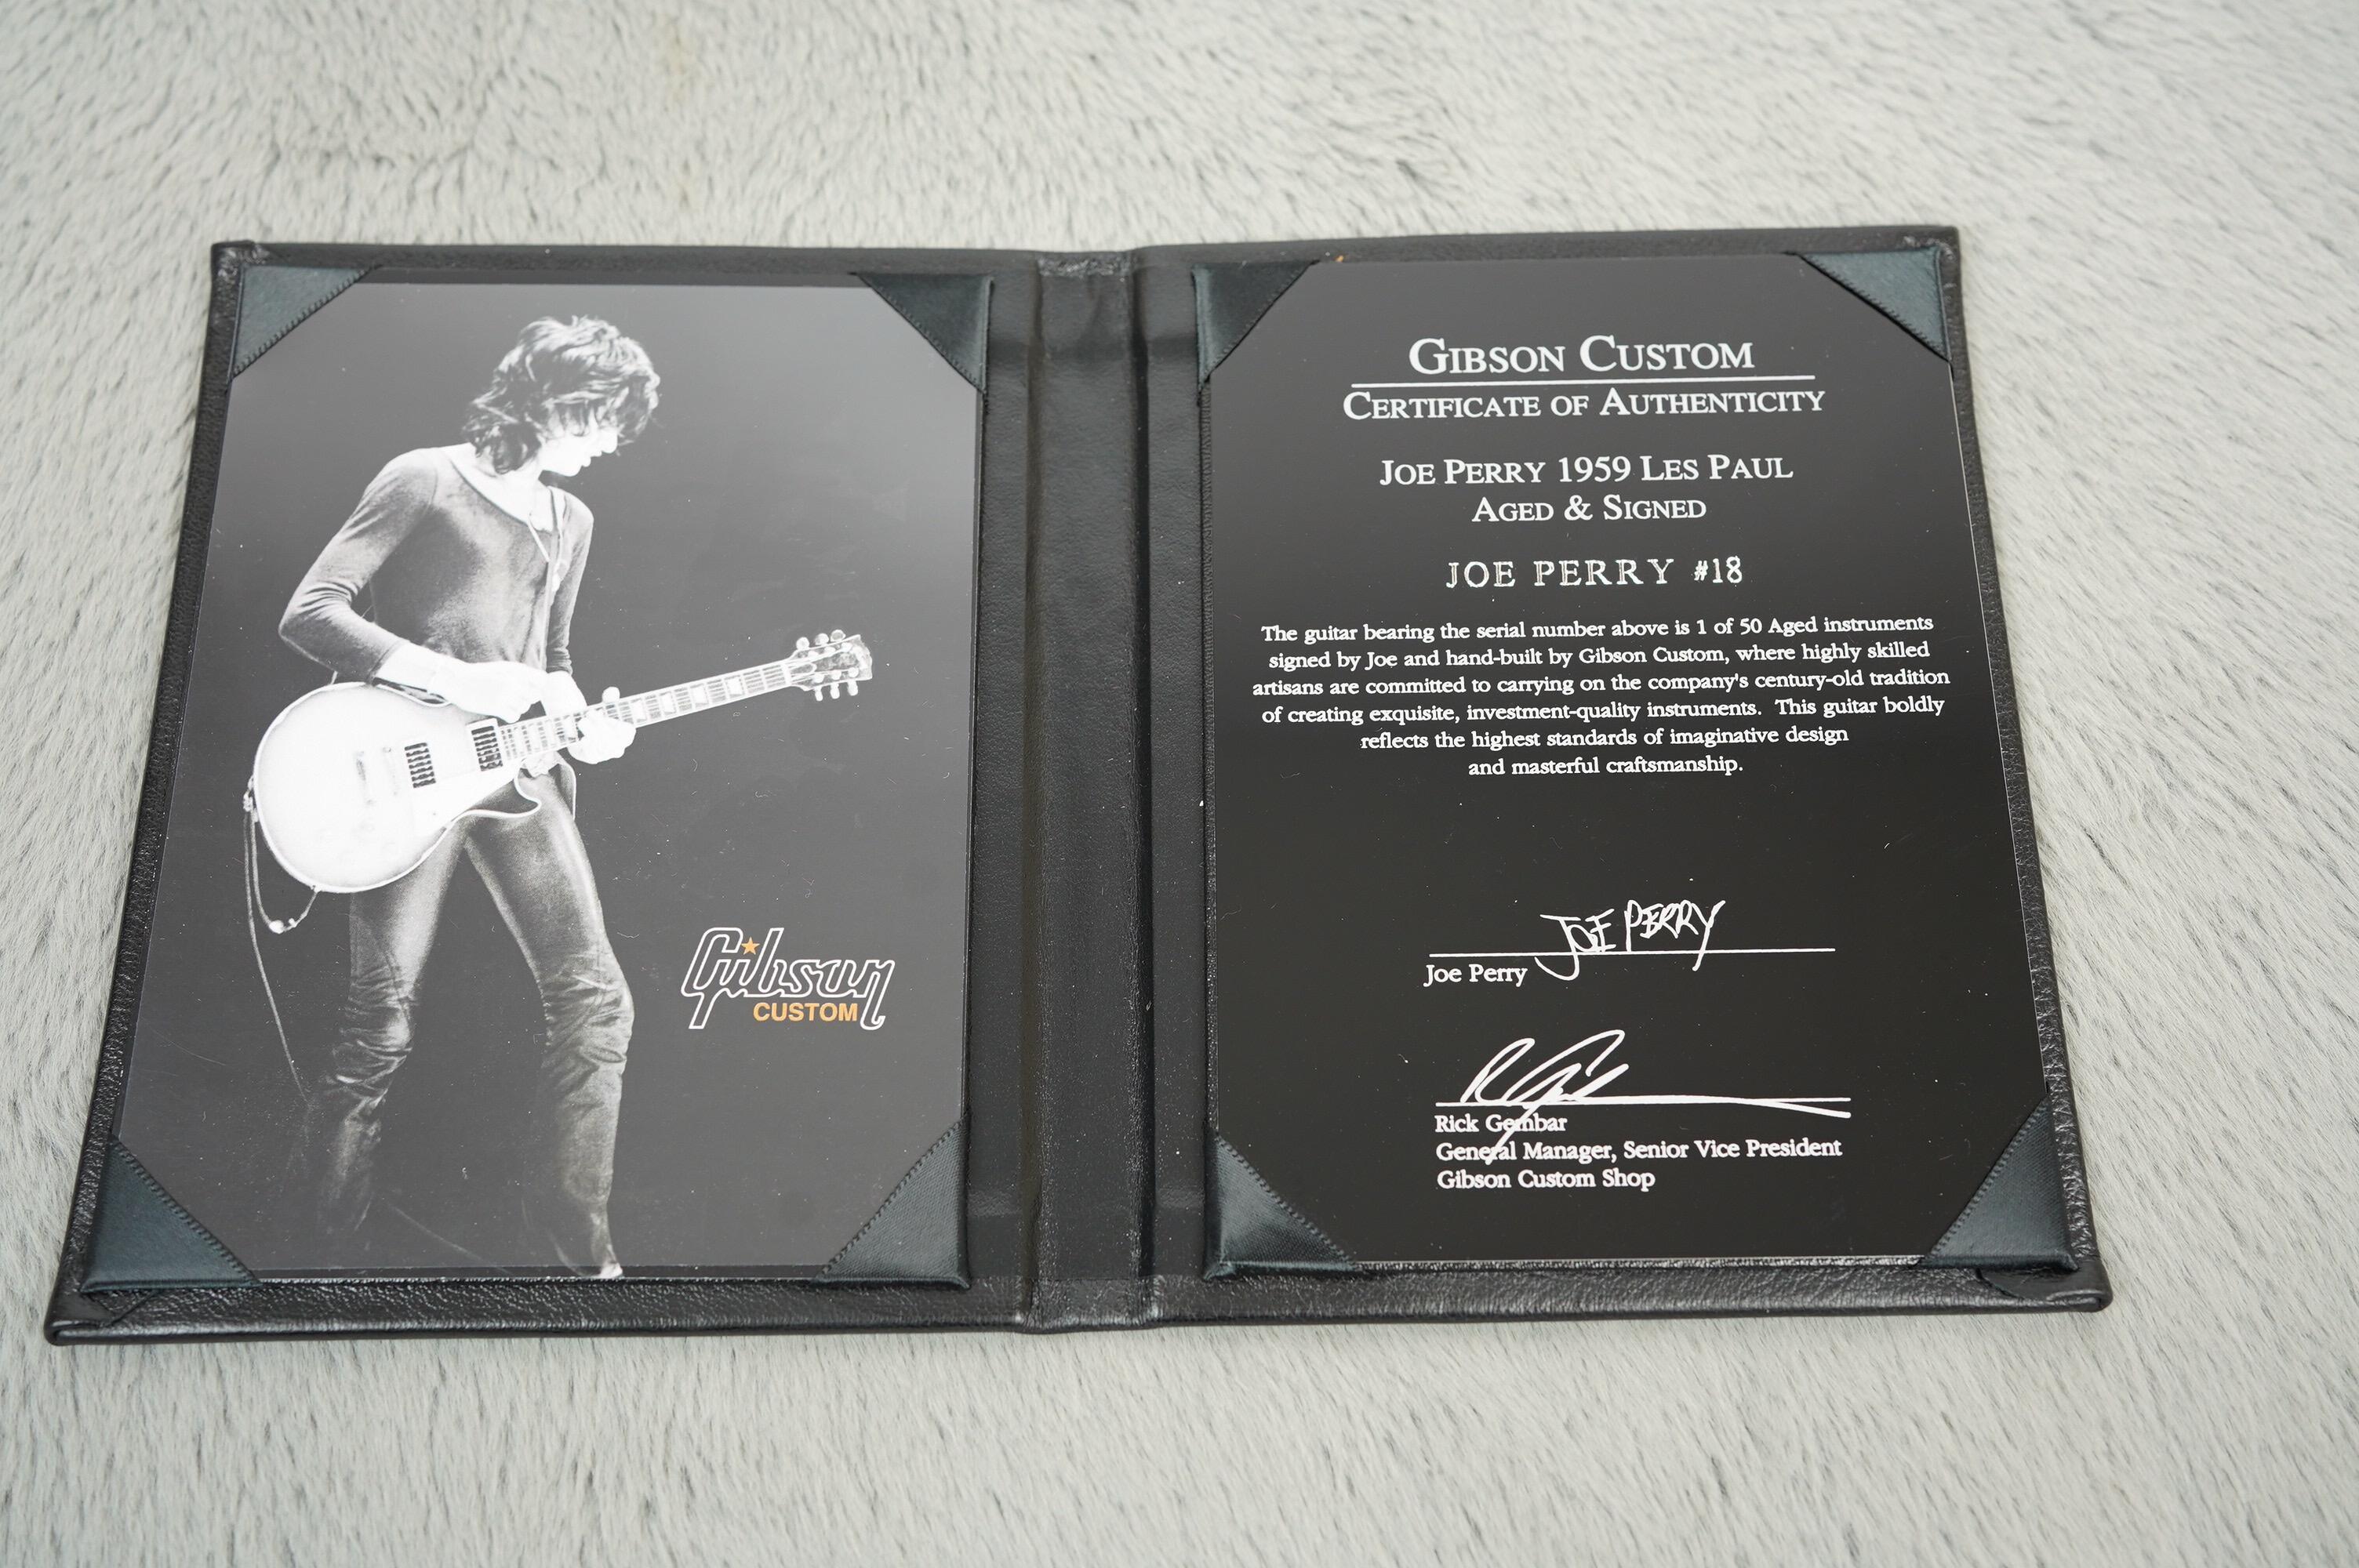 Gibson
CUSTOM
GIBSON CUSTOM
CERTIFICATE OF AUTHENTICITY
JOE PERRY 1959 LES PAUL
AGED & SIGNED
JOE PERRY #18
The guitar bearing the serial number above is 1 of 50 Aged instruments
signed by Joe and hand-built by Gibson Custom, where highly skilled
artisans are committed to carrying on the company's century-old tradition
of creating exquisite, investment-quality instruments. This guitar boldly
reflects the highest standards of imaginative design
and masterful craftsmanship.
JOE PERRY
Joe Perry
Rick Gembar
General Manager, Senior Vice President
Gibson Custom Shop